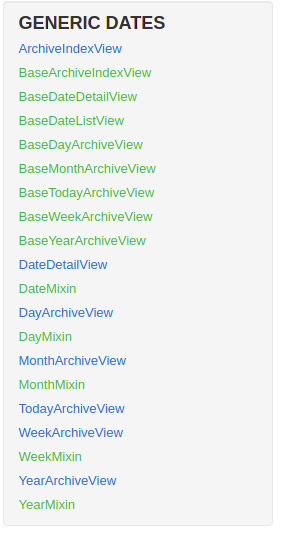 GENERIC DATES
ArchiveIndexView
BaseArchiveIndexView
BaseDateDetailView
BaseDateListView
BaseDayArchiveView
BaseMonthArchiveView
BaseTodayArchiveView
BaseWeekArchiveView
BaseYearArchiveView
DateDetailView
DateMixin
DayArchiveView
DayMixin
MonthArchiveView
MonthMixin
TodayArchiveView
WeekArchiveView
WeekMixin
YearArchiveView
YearMixin